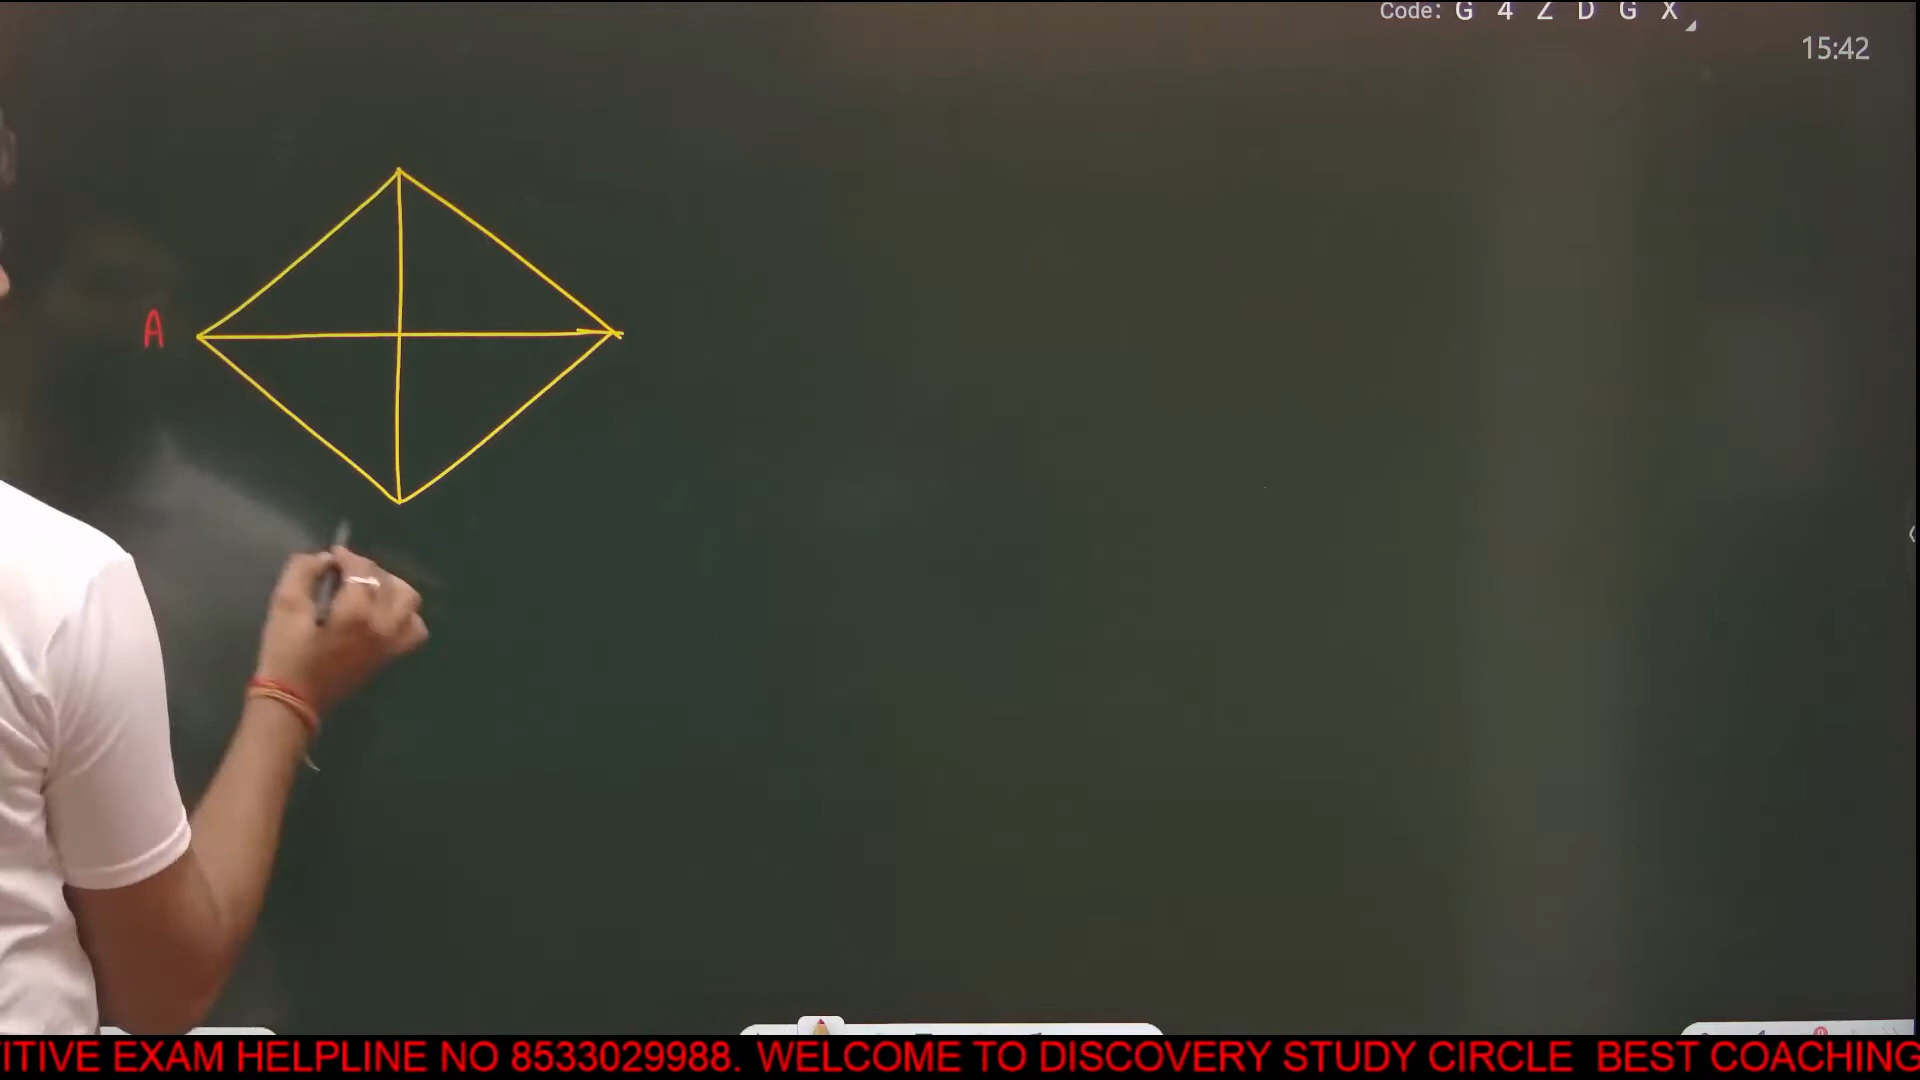 Code: G 4 Z D G X
15:42
A
ITIVE EXAM HELPLINE NO 8533029988. WELCOME TO DISCOVERY STUDY CIRCLE BEST COACHING